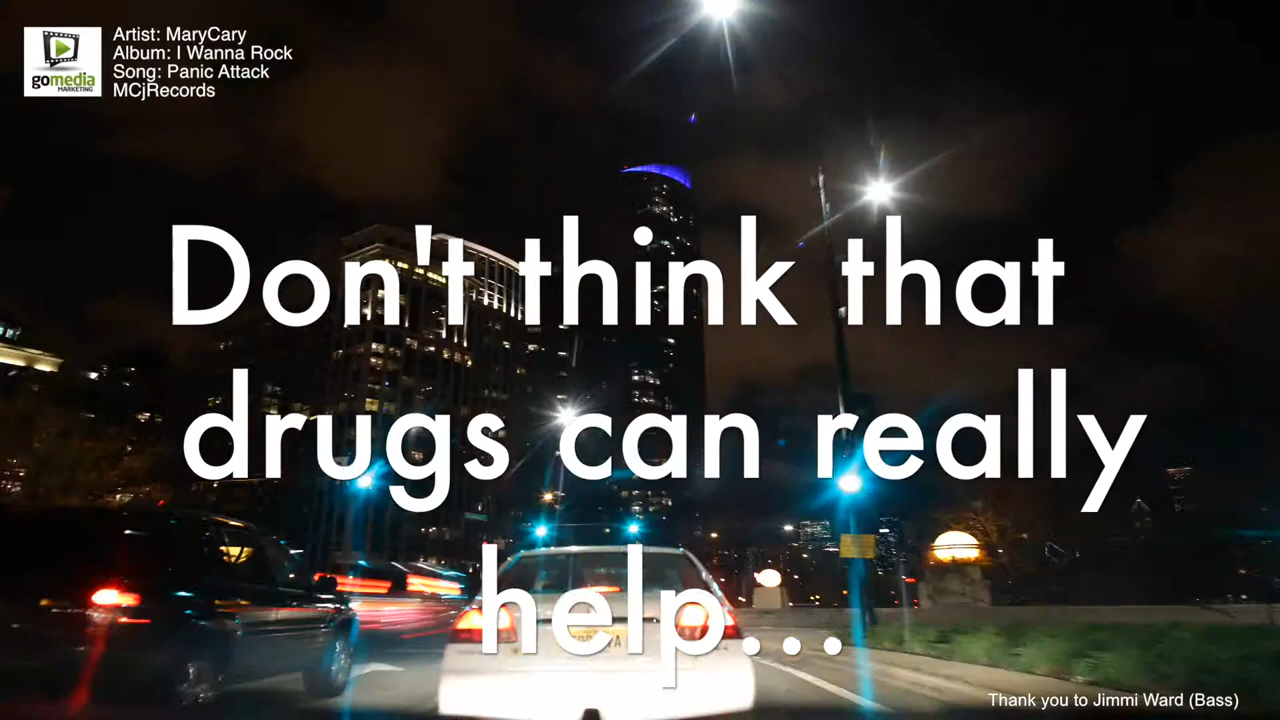 gomedia
MARKETING
Artist: MaryCary
Album: I Wanna Rock
Song: Panic Attack
MCjRecords
Don't think that
drugs can really
help...
Thank you to Jimmi Ward (Bass)